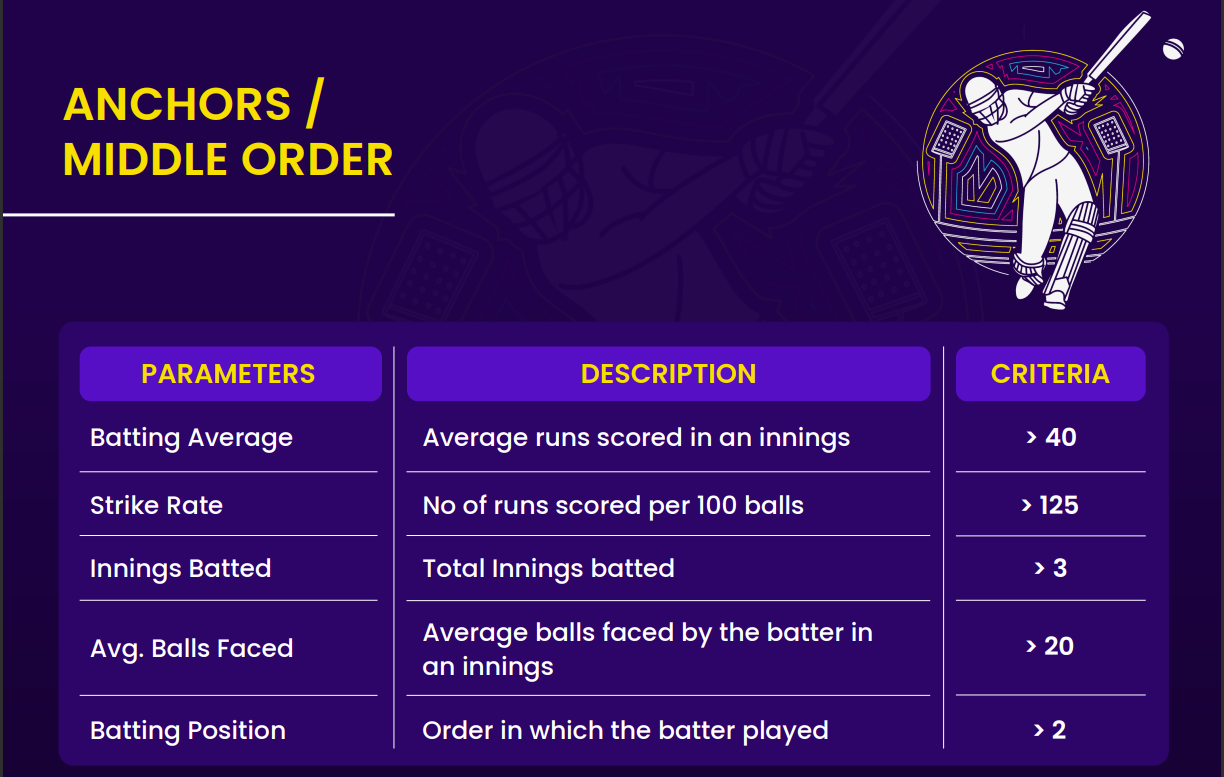 ANCHORS /
MIDDLE ORDER
PARAMETERS DESCRIPTION CRITERIA
Batting Average Average runs scored in an innings > 40
Strike Rate No of runs scored per 100 balls > 125
Innings Batted Total Innings batted > 3
Avg. Balls Faced Average balls faced by the batter in
an innings > 20
Batting Position Order in which the batter played > 2